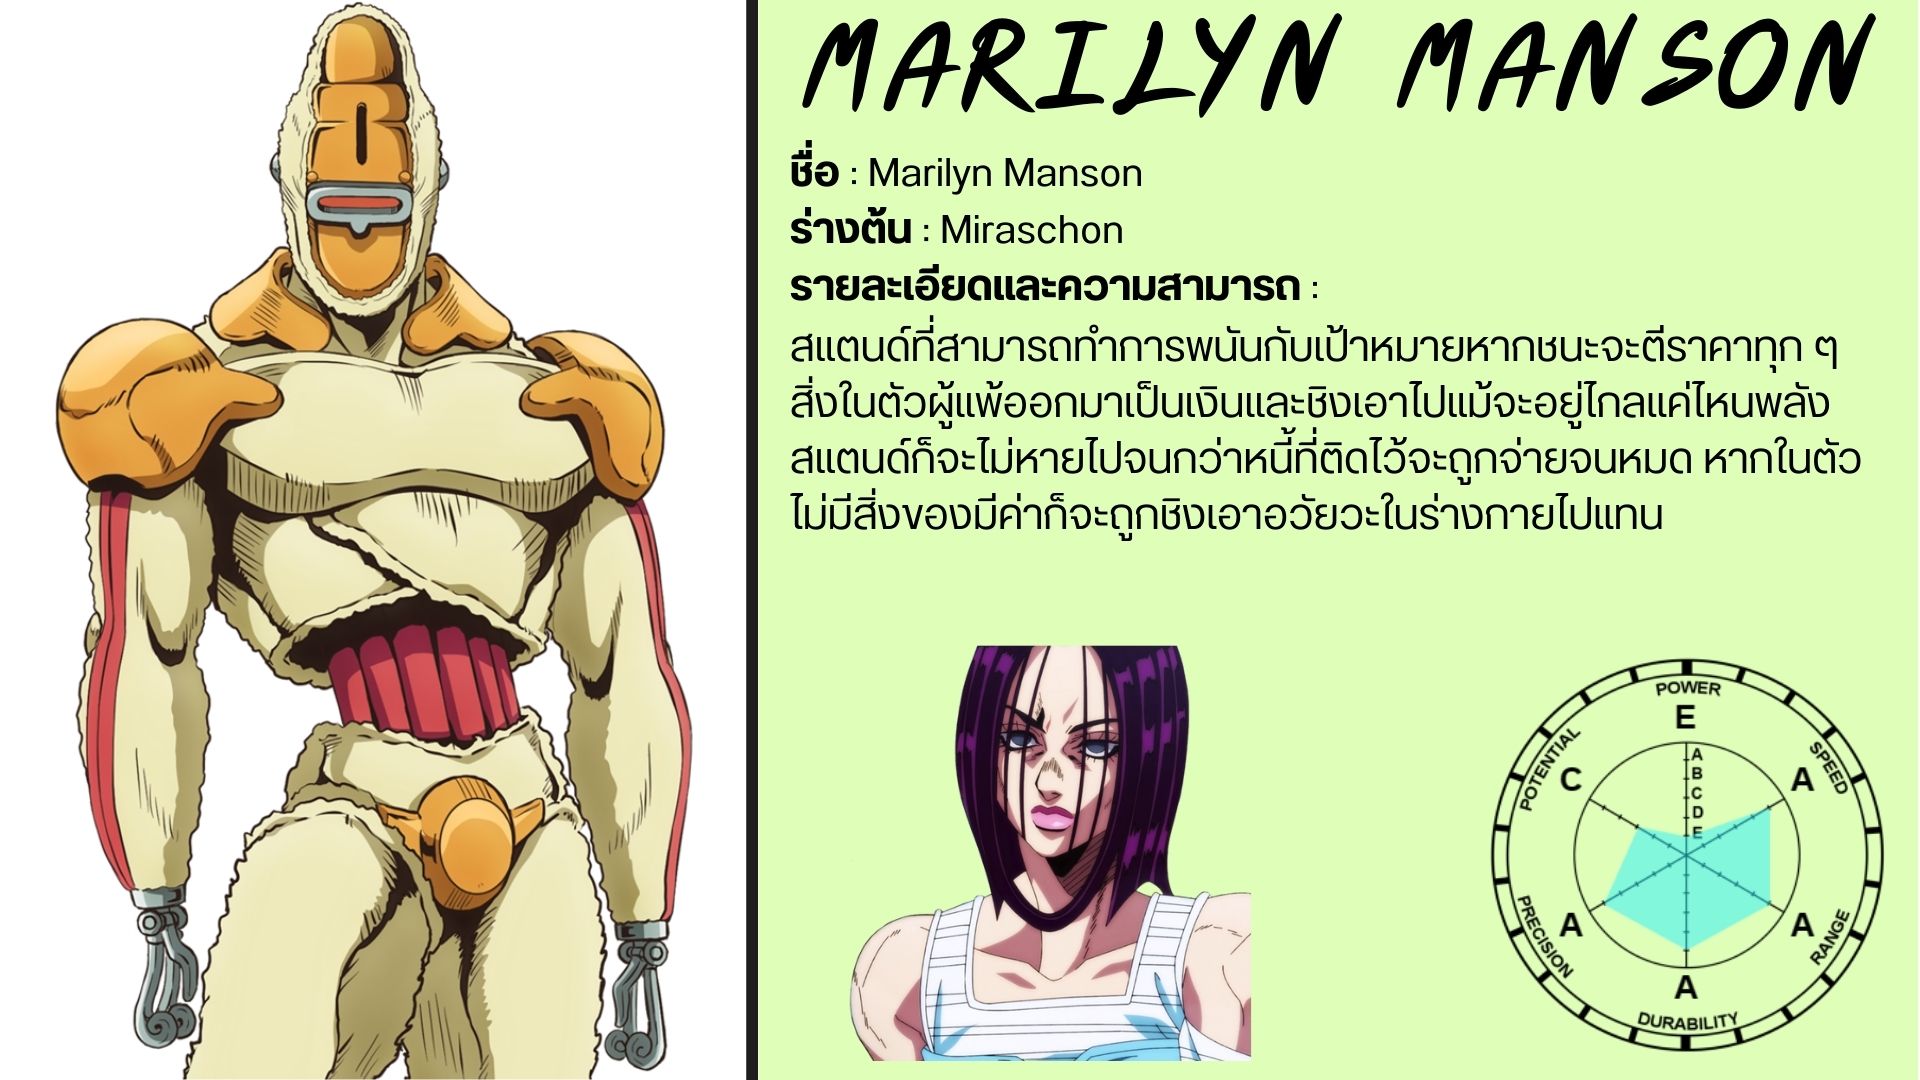 MARILYN MANSON
ชื่อ : Marilyn Manson
ร่างต้น : Miraschon
รายละเอียดและความสามารถ :
สแตนด์ที่สามารถทำการพนันกับเป้าหมายหากชนะจะตีราคาทุก ๆ
สิ่งในตัวผู้แพ้ออกมาเป็นเงินและชิงเอาไปแม้จะอยู่ไกลแค่ไหนพลัง
สแตนด์ก็จะไม่หายไปจนกว่าหนี้ที่ติดไว้จะถูกจ่ายจนหมด หากในตัว
ไม่มีสิ่งของมีค่าก็จะถูกชิงเอาอวัยวะในร่างกายไปแทน
POWER
E
POTENTIAL
C
SPEED
A
A
B
C
D
E
PRECISION
A
RANGE
A
A
DURABILITY